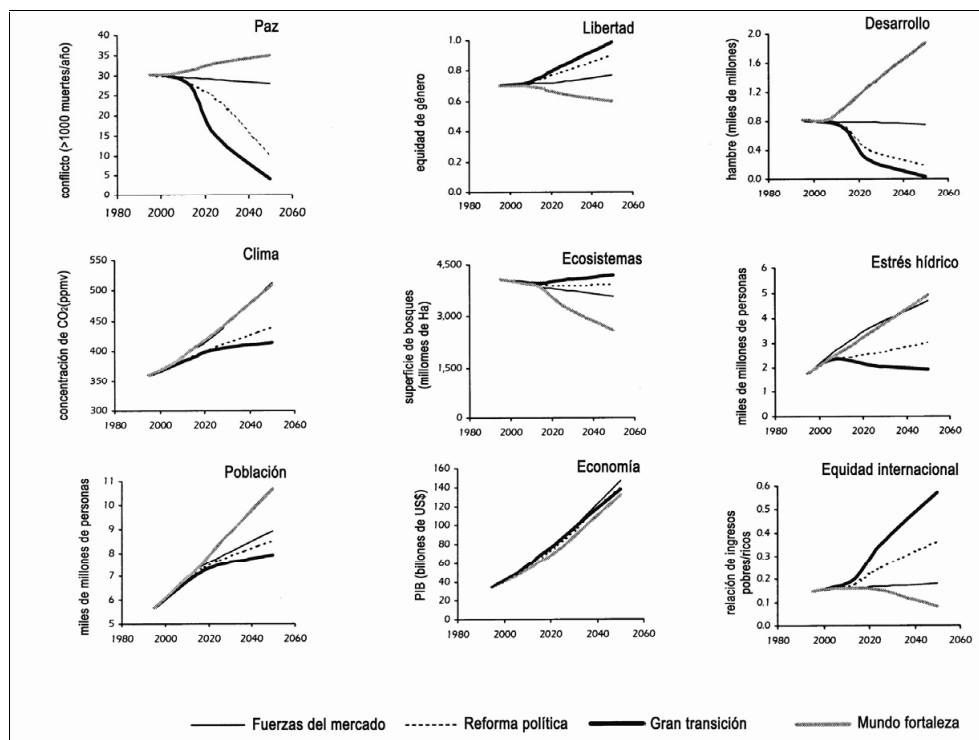 Paz
conflicto (>1000 muertes/año)
40
35
30
25
20
15
10
5
0
1980 2000 2020 2040 2060
Libertad
equidad de género
1.0
0.8
0.6
0.4
0.2
0.0
1980 2000 2020 2040 2060
Desarrollo
hambre (miles de millones)
2.0
1.6
1.2
0.8
0.4
0.0
1980 2000 2020 2040 2060
Clima
concentración de CO₂(ppmv)
550
500
450
400
350
300
1980 2000 2020 2040 2060
Ecosistemas
superficie de bosques
(millomes de Ha)
4,500
3,000
1,500
0
1980 2000 2020 2040 2060
Estrés hídrico
miles de millones de personas
6
5
4
3
2
1
0
1980 2000 2020 2040 2060
Población
miles de millones de personas
11
10
9
8
7
6
5
1980 2000 2020 2040 2060
Economía
PIB (biliones de US$)
160
140
120
100
80
60
40
20
0
1980 2000 2020 2040 2060
Equidad internacional
relación de ingresos
pobres/ricos
0.6
0.5
0.4
0.3
0.2
0.1
0.0
1980 2000 2020 2040 2060
Fuerzas del mercado Reforma política Gran transición Mundo fortaleza